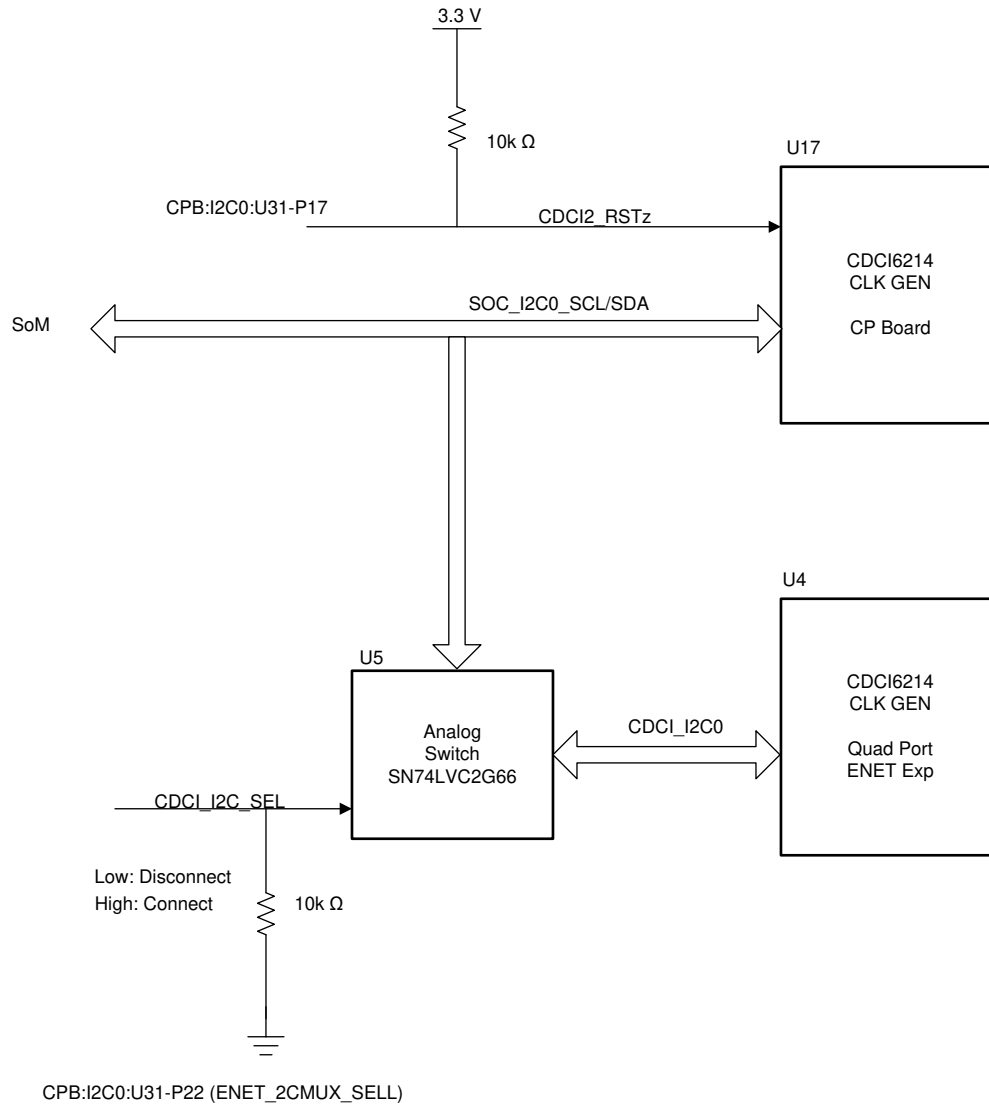 3.3 V
10k Ω
U17
CPB:I2C0:U31-P17
CDCI2_RSTz
CDCI6214
CLK GEN
CP Board
SOC_I2C0_SCL/SDA
SoM
U4
U5
CDCI6214
CLK GEN
Quad Port
ENET Exp
Analog
Switch
SN74LVC2G66
CDCI_I2C0
CDCI_I2C_SEL
Low: Disconnect
High: Connect
10k Ω
CPB:I2C0:U31-P22 (ENET_2CMUX_SELL)